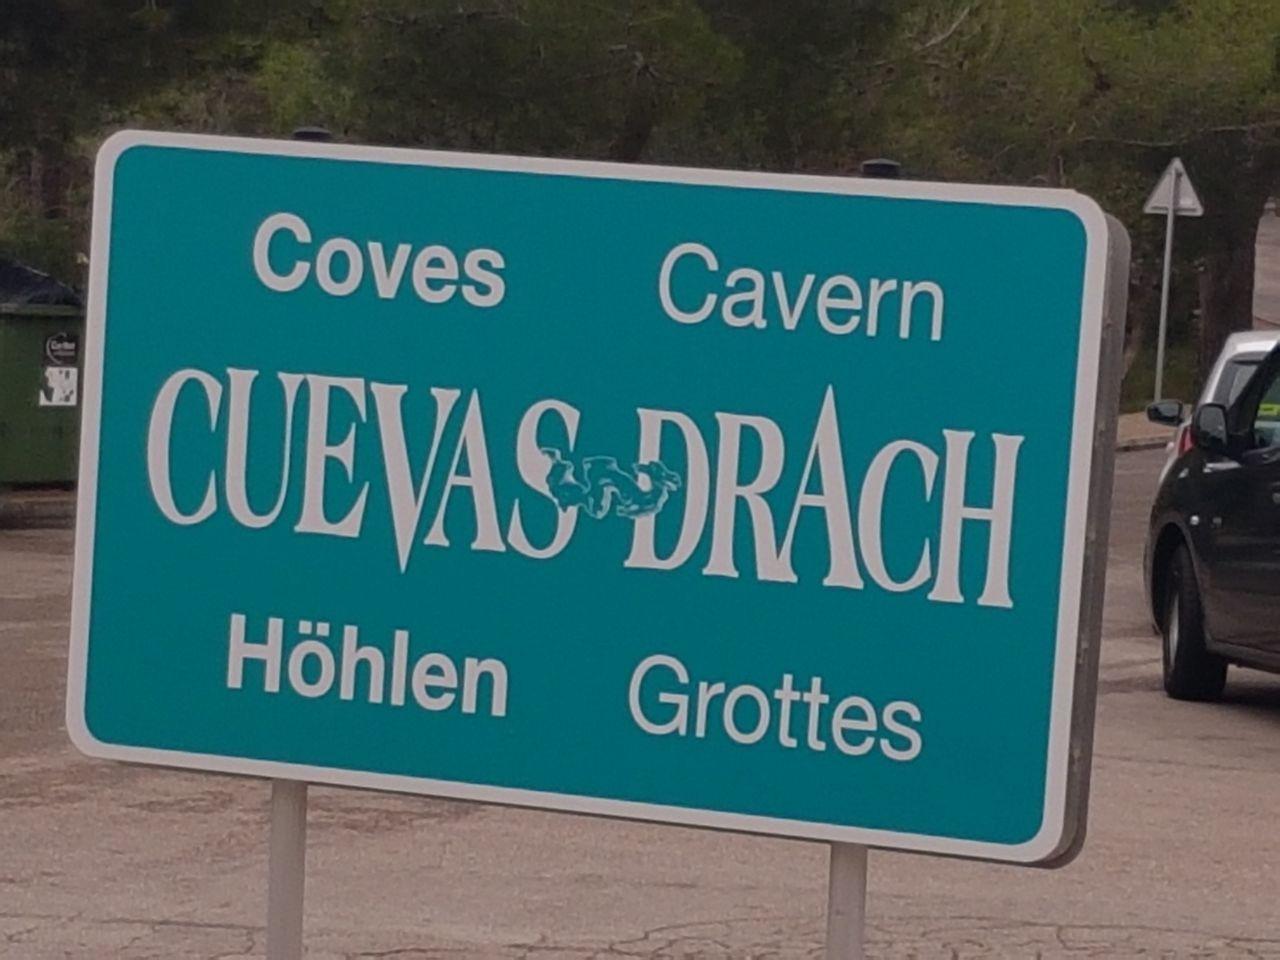 Coves Cavern
CUEVAS DRACH
Höhlen Grottes